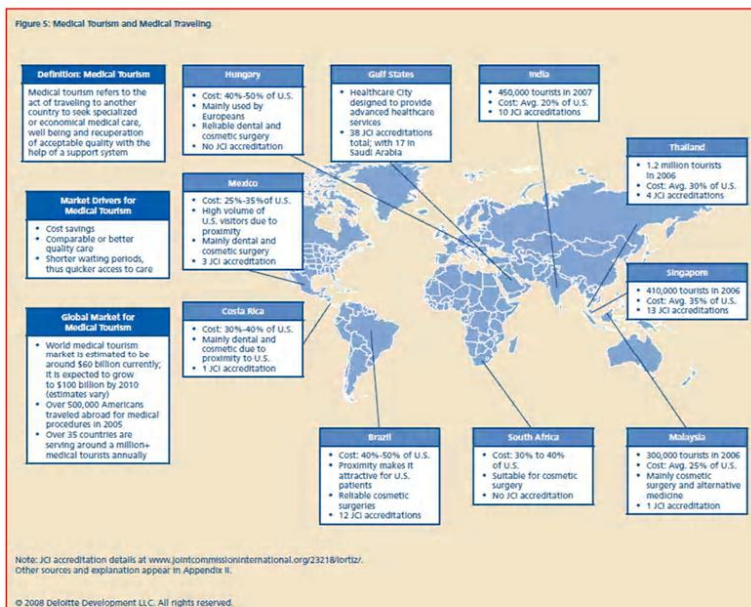 Figure 5: Medical Tourism and Medical Traveling
Definition: Medical Tourism
Medical tourism refers to the
act of traveling to another
country to seek specialized
or economical medical care,
well being and recuperation
of acceptable quality with the
help of a support system
Market Drivers for
Medical Tourism
• Cost savings
• Comparable or better
quality care
• Shorter waiting periods,
thus quicker access to care
Global Market for
Medical Tourism
• World medical tourism
market is estimated to be
around $60 billion currently;
it is expected to grow
to $100 billion by 2010
(estimates vary)
• Over 500,000 Americans
traveled abroad for medical
procedures in 2005
• Over 35 countries are
serving around a million+
medical tourists annually
Hungary
• Cost: 40%-50% of U.S.
• Mainly used by
Europeans
• Reliable dental and
cosmetic surgery
• No JCI accreditation
Gulf States
• Healthcare City
designed to provide
advanced healthcare
services
• 38 JCI accreditations
total; with 17 in
Saudi Arabia
India
• 450,000 tourists in 2007
• Cost: Avg. 20% of U.S.
• 10 JCI accreditations
Thailand
• 1.2 million tourists
in 2006
• Cost: Avg. 30% of U.S.
• 4 JCI accreditations
Mexico
• Cost: 25%-35%of U.S.
• High volume of
U.S. visitors due to
proximity
• Mainly dental and
cosmetic surgery
• 3 JCI accreditation
Singapore
• 410,000 tourists in 2006
• Cost: Avg. 35% of U.S.
• 13 JCI accreditations
Costa Rica
• Cost: 30%-40% of U.S.
• Mainly dental and
cosmetic due to
proximity to U.S.
• 1 JCI accreditation
Brazil
• Cost: 40%-50% of U.S.
• Proximity makes it
attractive for U.S.
patients
• Reliable cosmetic
surgeries
• 12 JCI accreditations
South Africa
• Cost: 30% to 40%
of U.S.
• Suitable for cosmetic
surgery
• No JCI accreditation
Malaysia
• 300,000 tourists in 2006
• Cost: Avg. 25% of U.S.
• Mainly cosmetic
surgery and alternative
medicine
• 1 JCI accreditation
Note: JCI accreditation details at www.jointcommissioninternational.org/23218/iortiz/.
Other sources and explanation appear in Appendix II.
© 2008 Deloitte Development LLC. All rights reserved.